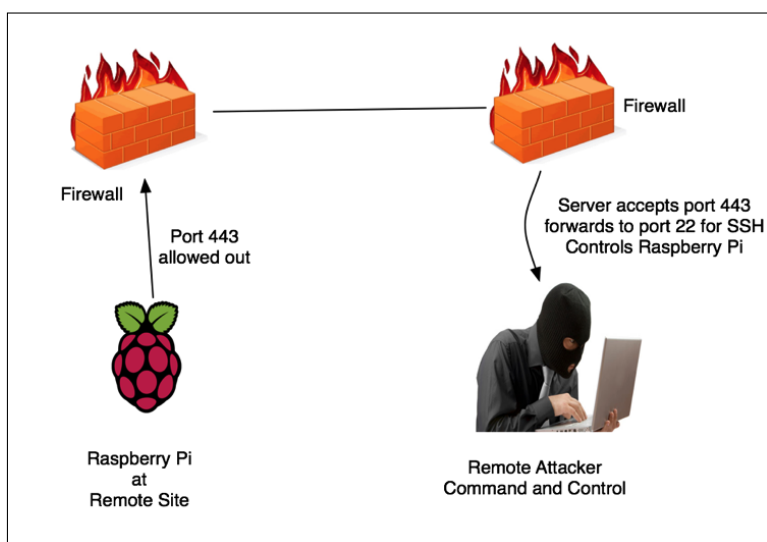 Firewall
Firewall
Port 443
allowed out
Server accepts port 443
forwards to port 22 for SSH
Controls Raspberry Pi
Raspberry Pi
at
Remote Site
Remote Attacker
Command and Control